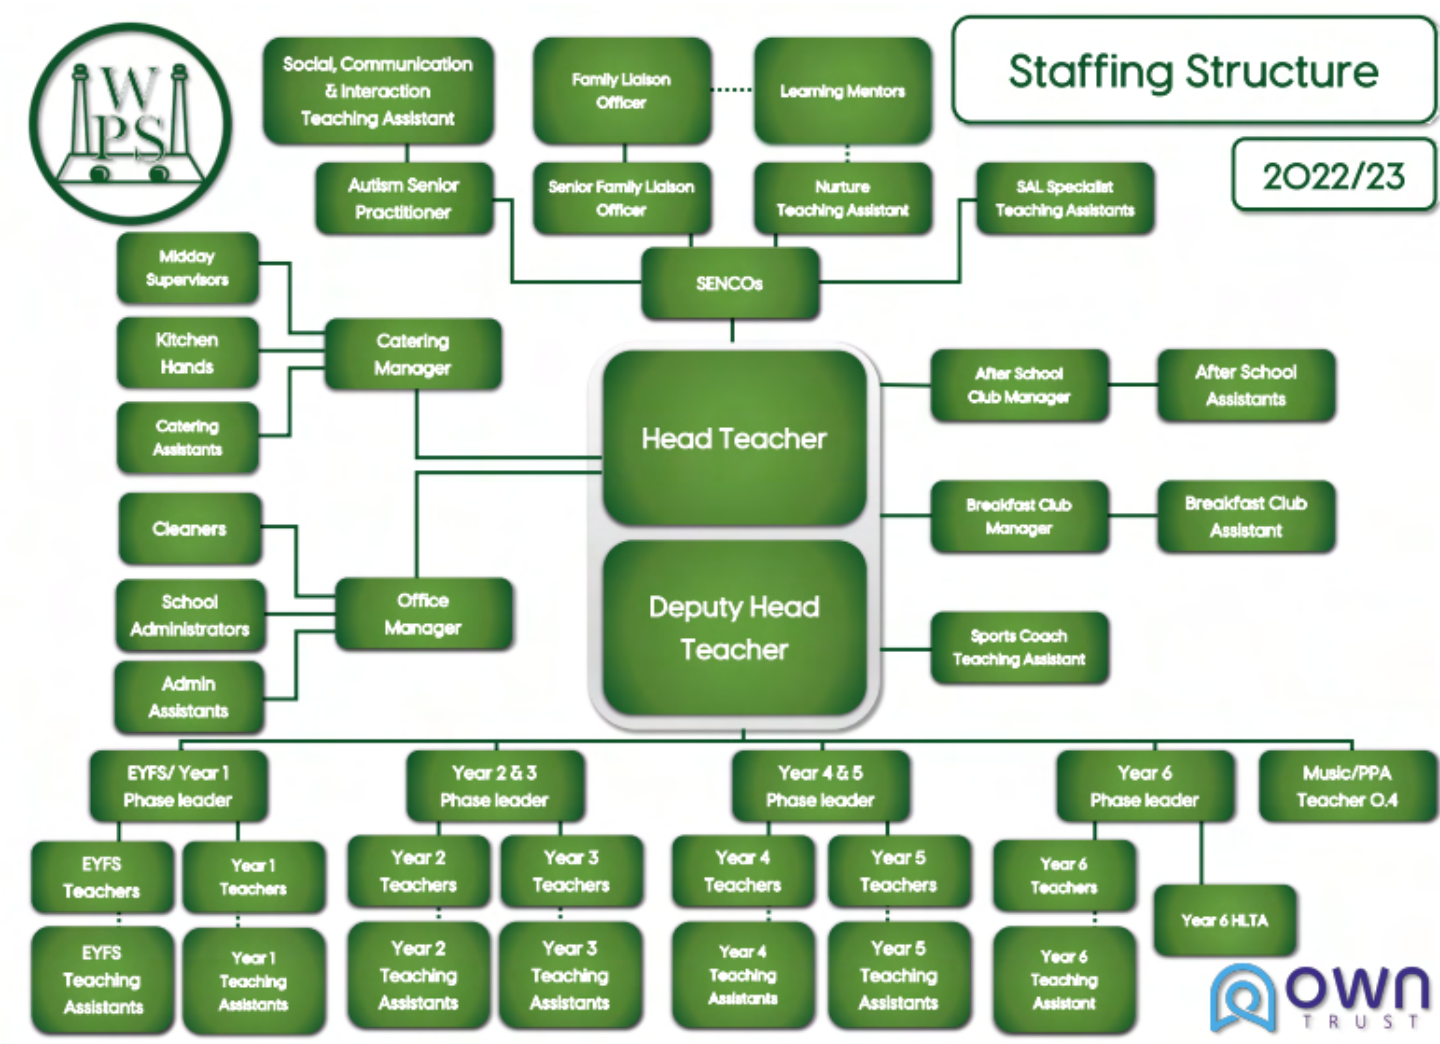 W
PS
Social, Communication
& Interaction
Teaching Assistant
Family Liaison
Officer
Learning Mentors
Staffing Structure
2022/23
Autism Senior
Practitioner
Senior Family Liaison
Officer
Nurture
Teaching Assistant
SAL Specialist
Teaching Assistants
SENCOs
Midday
Supervisors
Kitchen
Hands
Catering
Assistants
Catering
Manager
Cleaners
School
Administrators
Admin
Assistants
Office
Manager
Head Teacher
Deputy Head
Teacher
After School
Club Manager
After School
Assistants
Breakfast Club
Manager
Breakfast Club
Assistant
Sports Coach
Teaching Assistant
EYFS/ Year 1
Phase leader
Year 2 & 3
Phase leader
Year 4 & 5
Phase leader
Year 6
Phase leader
Music/PPA
Teacher 0.4
EYFS
Teachers
Year 1
Teachers
Year 2
Teachers
Year 3
Teachers
Year 4
Teachers
Year 5
Teachers
Year 6
Teachers
Year 6 HLTA
EYFS
Teaching
Assistants
Year 1
Teaching
Assistants
Year 2
Teaching
Assistants
Year 3
Teaching
Assistants
Year 4
Teaching
Assistants
Year 5
Teaching
Assistants
Year 6
Teaching
Assistant
OWN
TRUST